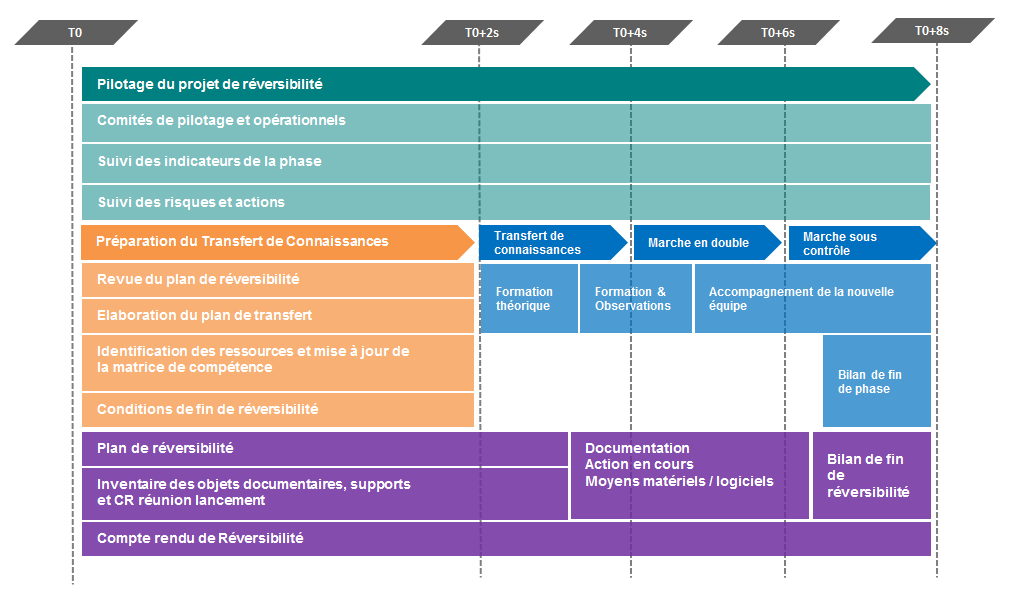 T0
T0+2s
T0+4s
T0+6s
T0+8s
Pilotage du projet de réversibilité
Comités de pilotage et opérationnels
Suivi des indicateurs de la phase
Suivi des risques et actions
Préparation du Transfert de Connaissances
Transfert de
connaissances
Marche en double
Marche sous
contrôle
Revue du plan de réversibilité
Elaboration du plan de transfert
Identification des ressources et mise à jour de
la matrice de compétence
Conditions de fin de réversibilité
Formation
théorique
Formation &
Observations
Accompagnement de la nouvelle
équipe
Bilan de fin
de phase
Plan de réversibilité
Inventaire des objets documentaires, supports
et CR réunion lancement
Documentation
Action en cours
Moyens matériels / logiciels
Bilan de fin
de
réversibilité
Compte rendu de Réversibilité